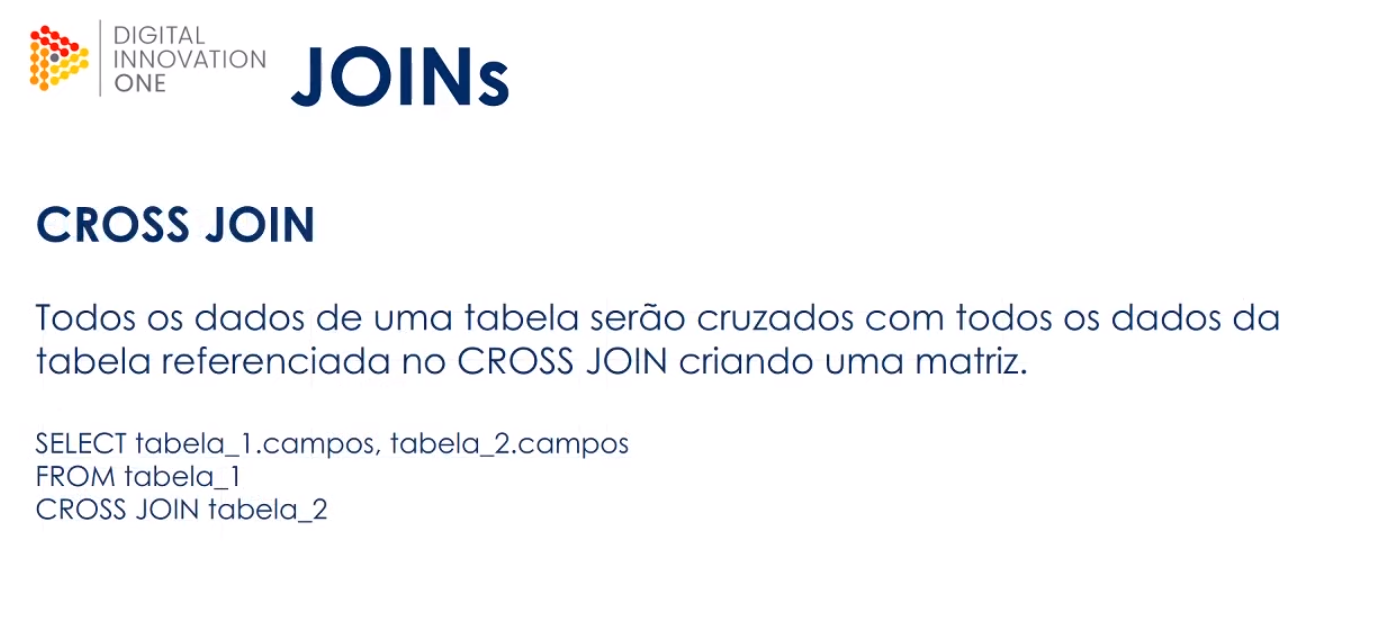 DIGITAL
INNOVATION
ONE
JOINs
CROSS JOIN
Todos os dados de uma tabela serão cruzados com todos os dados da
tabela referenciada no CROSS JOIN criando uma matriz.
SELECT tabela_1.campos, tabela_2.campos
FROM tabela_1
CROSS JOIN tabela_2